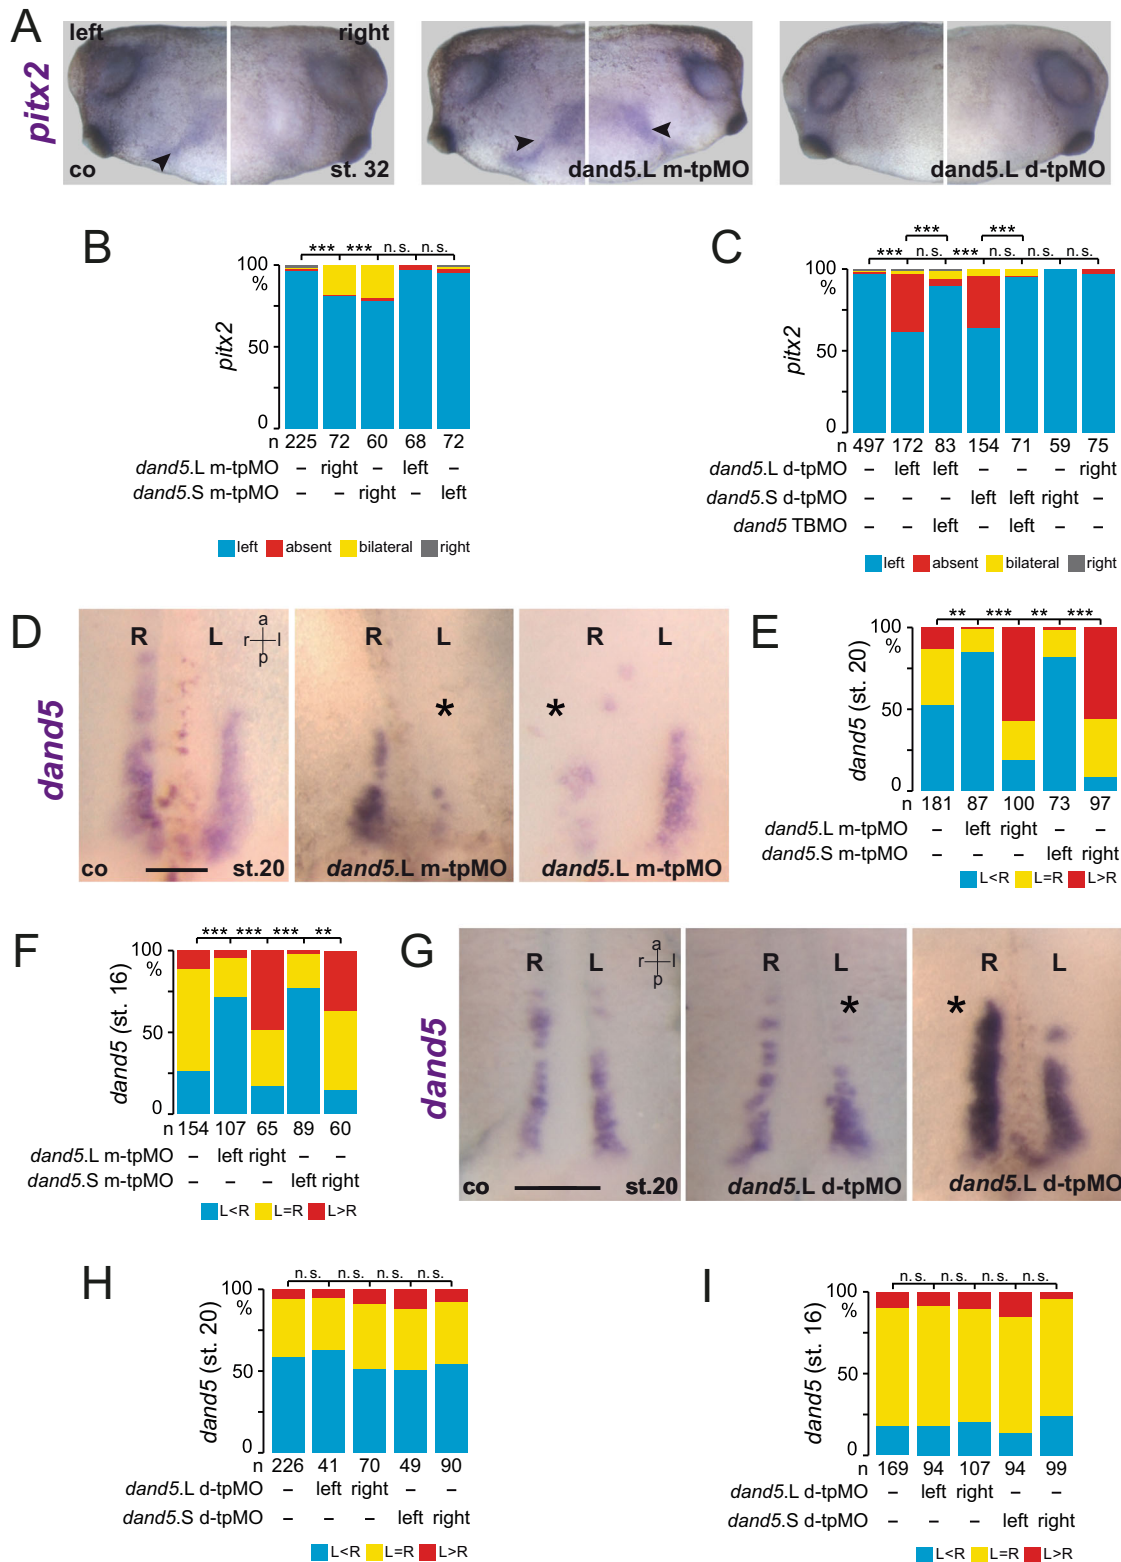 A
pitx2
left right
co st. 32
dand5.L m-tpMO
dand5.L d-tpMO
B
*** *** n. s. n. s.
100
%
50
0
pitx2
n 225 72 60 68 72
dand5.L m-tpMO – right – left –
dand5.S m-tpMO – – right – left
left absent bilateral right
C
*** ***
*** n. s. *** n. s. n. s. n. s.
100
%
50
0
pitx2
n 497 172 83 154 71 59 75
dand5.L d-tpMO – left left – – – right
dand5.S d-tpMO – – – left left right –
dand5 TBMO – – left – left – –
left absent bilateral right
D
dand5
R L
a
r l
p
co st.20
R L
*
dand5.L m-tpMO
R L
*
dand5.L m-tpMO
E
** *** ** ***
100
%
50
0
dand5 (st. 20)
n 181 87 100 73 97
dand5.L m-tpMO – left right – –
dand5.S m-tpMO – – – left right
L<R L=R L>R
F
*** *** *** **
100
%
50
0
dand5 (st. 16)
n 154 107 65 89 60
dand5.L m-tpMO – left right – –
dand5.S m-tpMO – – – left right
L<R L=R L>R
G
dand5
R L
a
r l
p
co st.20
R L
*
dand5.L d-tpMO
R L
*
dand5.L d-tpMO
H
n. s. n. s. n. s. n. s.
100
%
50
0
dand5 (st. 20)
n 226 41 70 49 90
dand5.L d-tpMO – left right – –
dand5.S d-tpMO – – – left right
L<R L=R L>R
I
n. s. n. s. n. s. n. s.
100
%
50
0
dand5 (st. 16)
n 169 94 107 94 99
dand5.L d-tpMO – left right – –
dand5.S d-tpMO – – – left right
L<R L=R L>R